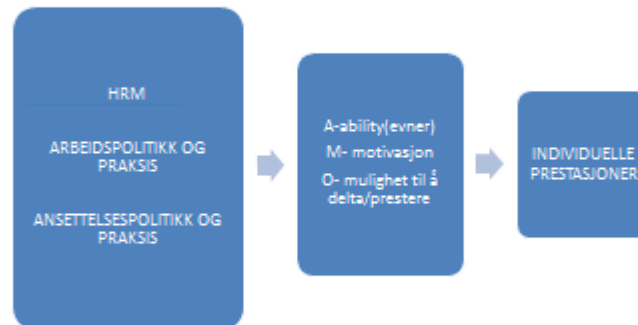 HRM
ARBEIDSPOLITIKK OG
PRAKSIS
ANSETTELSESPOLITIKK OG
PRAKSIS
A-ability(evner)
M- motivasjon
O- mulighet til å
delta/prestere
INDIVIDUELLE
PRESTASJONER